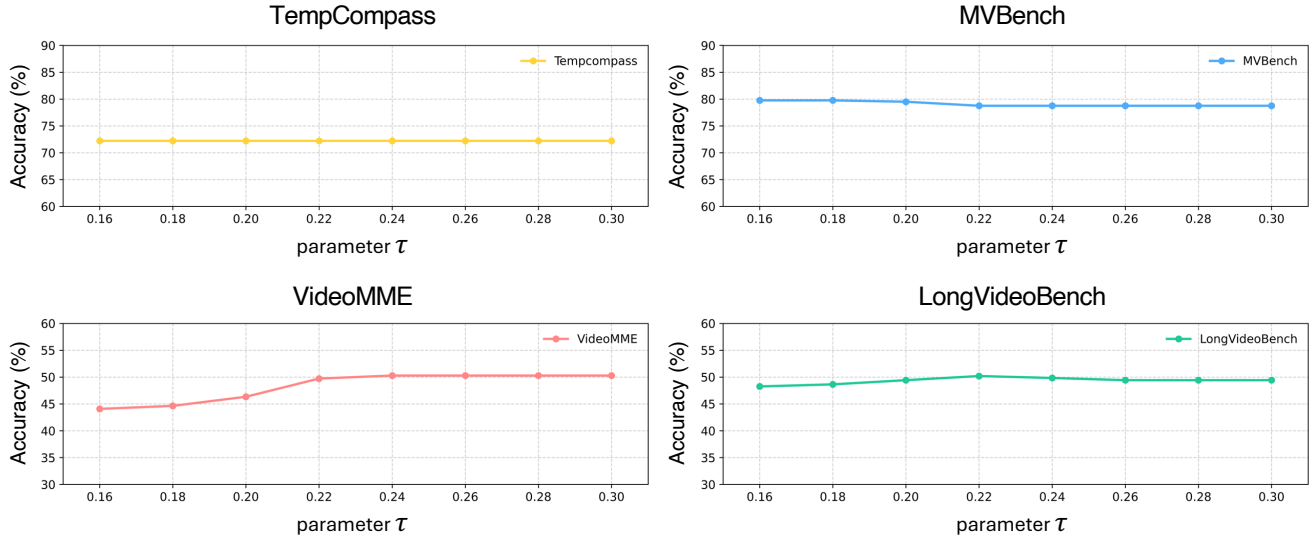 TempCompass
Accuracy (%)
90
85
80
75
70
65
60
Tempcompass
0.16 0.18 0.20 0.22 0.24 0.26 0.28 0.30
parameter τ
MVBench
Accuracy (%)
90
85
80
75
70
65
60
MVBench
0.16 0.18 0.20 0.22 0.24 0.26 0.28 0.30
parameter τ
VideoMME
Accuracy (%)
60
55
50
45
40
35
30
VideoMME
0.16 0.18 0.20 0.22 0.24 0.26 0.28 0.30
parameter τ
LongVideoBench
Accuracy (%)
60
55
50
45
40
35
30
LongVideoBench
0.16 0.18 0.20 0.22 0.24 0.26 0.28 0.30
parameter τ